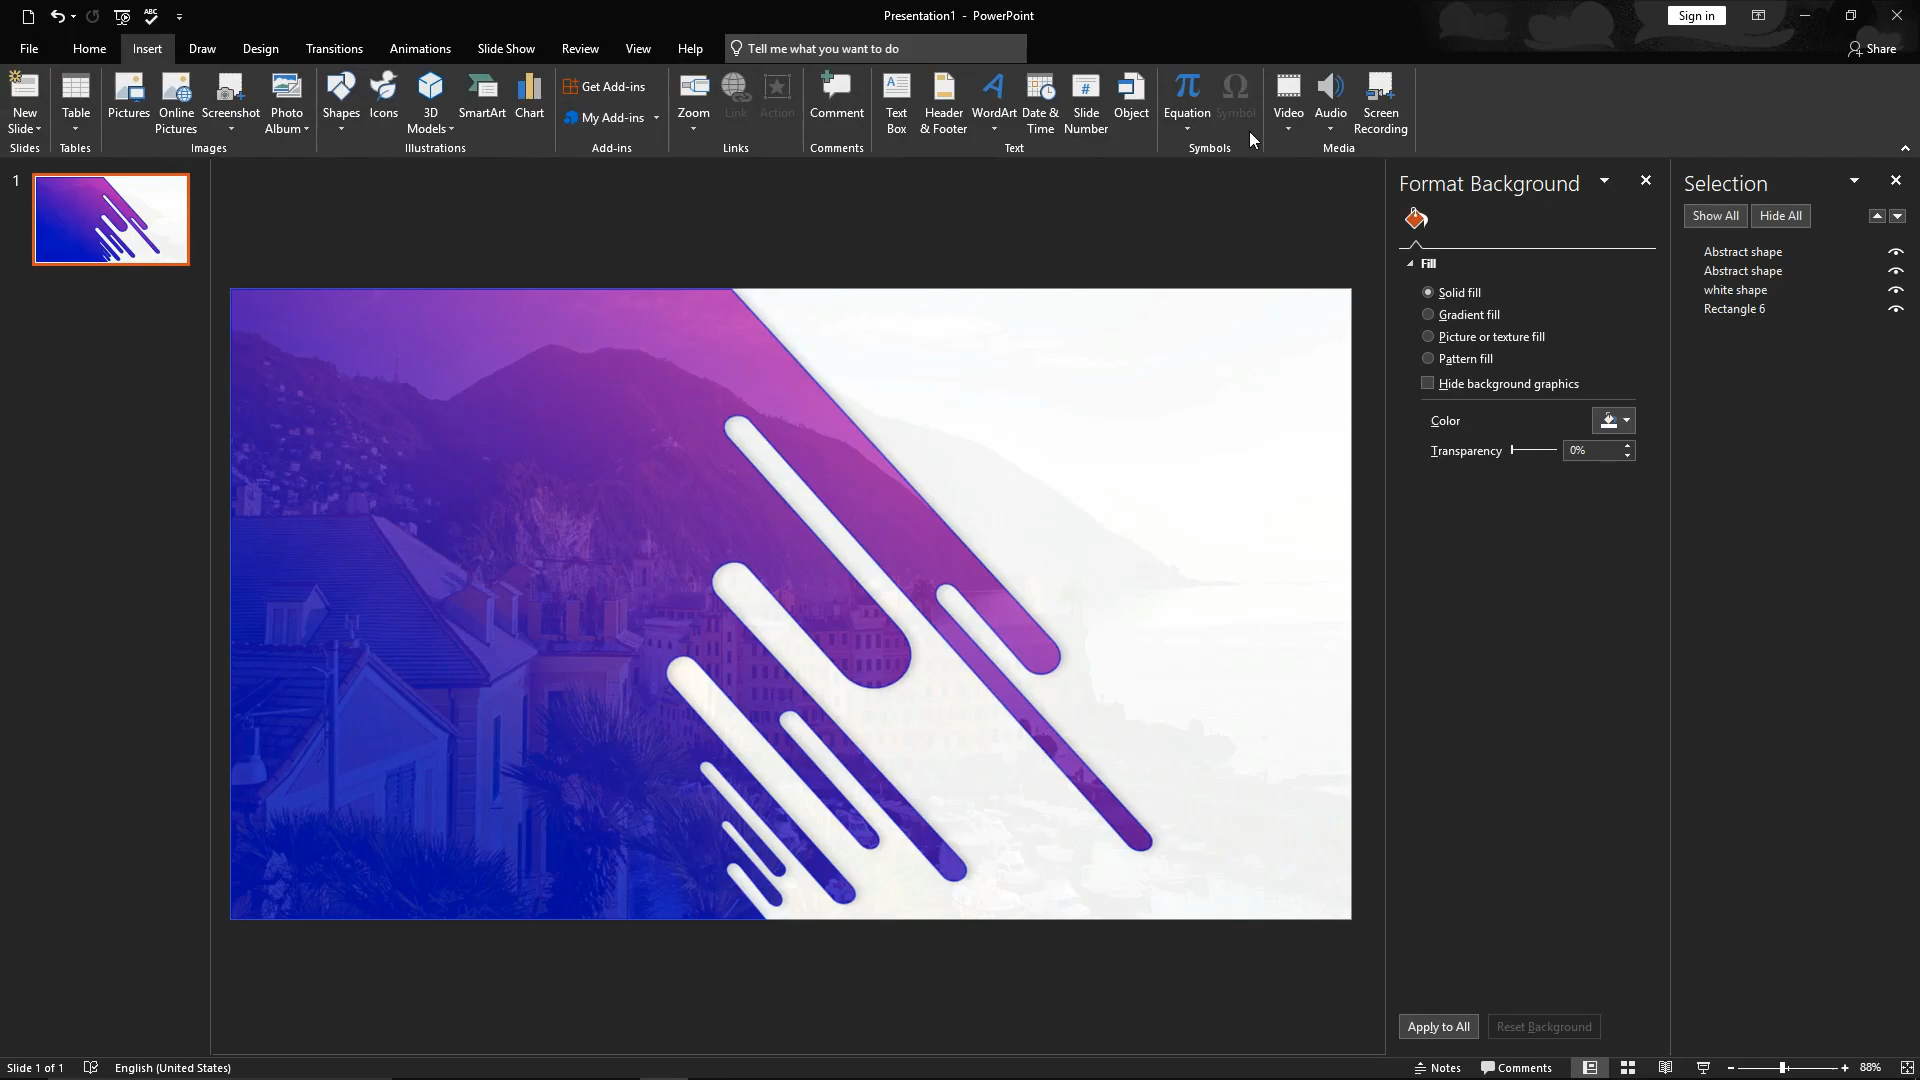 Presentation1 - PowerPoint
Sign in
File Home Insert Draw Design Transitions Animations Slide Show Review View Help Tell me what you want to do Share
New Slide
Table
Pictures
Online Pictures
Screenshot
Photo Album
Shapes
Icons
3D Models
SmartArt
Chart
Get Add-ins
My Add-ins
Zoom
Link
Action
Comment
Text Box
Header & Footer
WordArt
Date & Time
Slide Number
Object
Equation
Symbol
Video
Audio
Screen Recording
Slides Tables Images Illustrations Add-ins Links Comments Text Symbols Media
1
Format Background
Fill
Solid fill
Gradient fill
Picture or texture fill
Pattern fill
Hide background graphics
Color
Transparency 0%
Apply to All Reset Background
Selection
Show All Hide All
Abstract shape
Abstract shape
white shape
Rectangle 6
Slide 1 of 1 English (United States) Notes Comments 88%